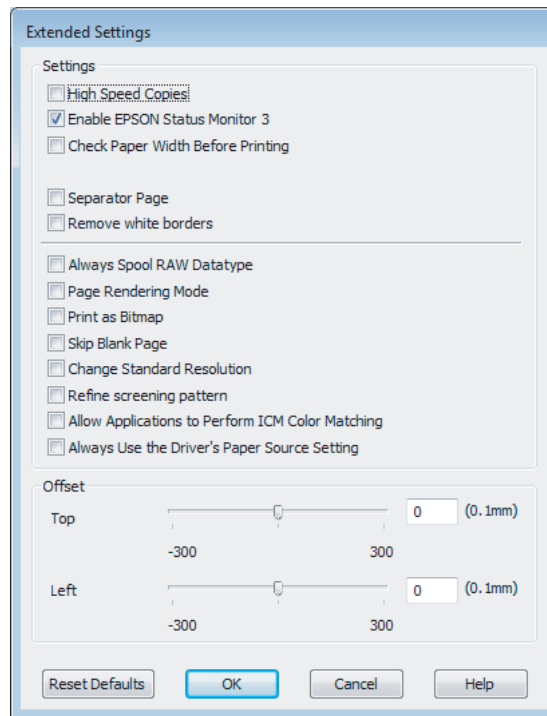 Extended Settings
Settings
High Speed Copies
Enable EPSON Status Monitor 3
Check Paper Width Before Printing
Separator Page
Remove white borders
Always Spool RAW Datatype
Page Rendering Mode
Print as Bitmap
Skip Blank Page
Change Standard Resolution
Refine screening pattern
Allow Applications to Perform ICM Color Matching
Always Use the Driver's Paper Source Setting
Offset
Top 0 (0.1mm)
-300 300
Left 0 (0.1mm)
-300 300
Reset Defaults OK Cancel Help